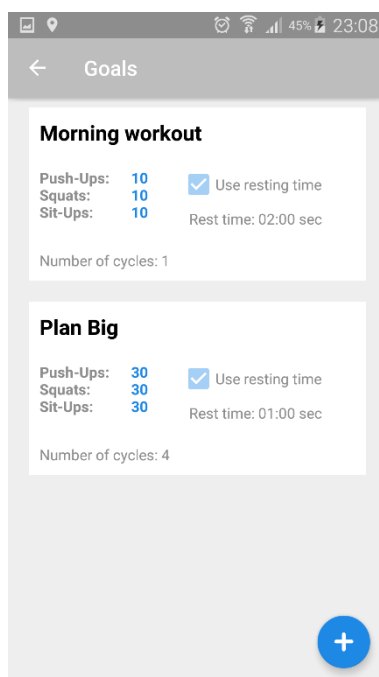 45% 23:08
Goals
Morning workout
Push-Ups: 10
Squats: 10
Sit-Ups: 10
Use resting time
Rest time: 02:00 sec
Number of cycles: 1
Plan Big
Push-Ups: 30
Squats: 30
Sit-Ups: 30
Use resting time
Rest time: 01:00 sec
Number of cycles: 4